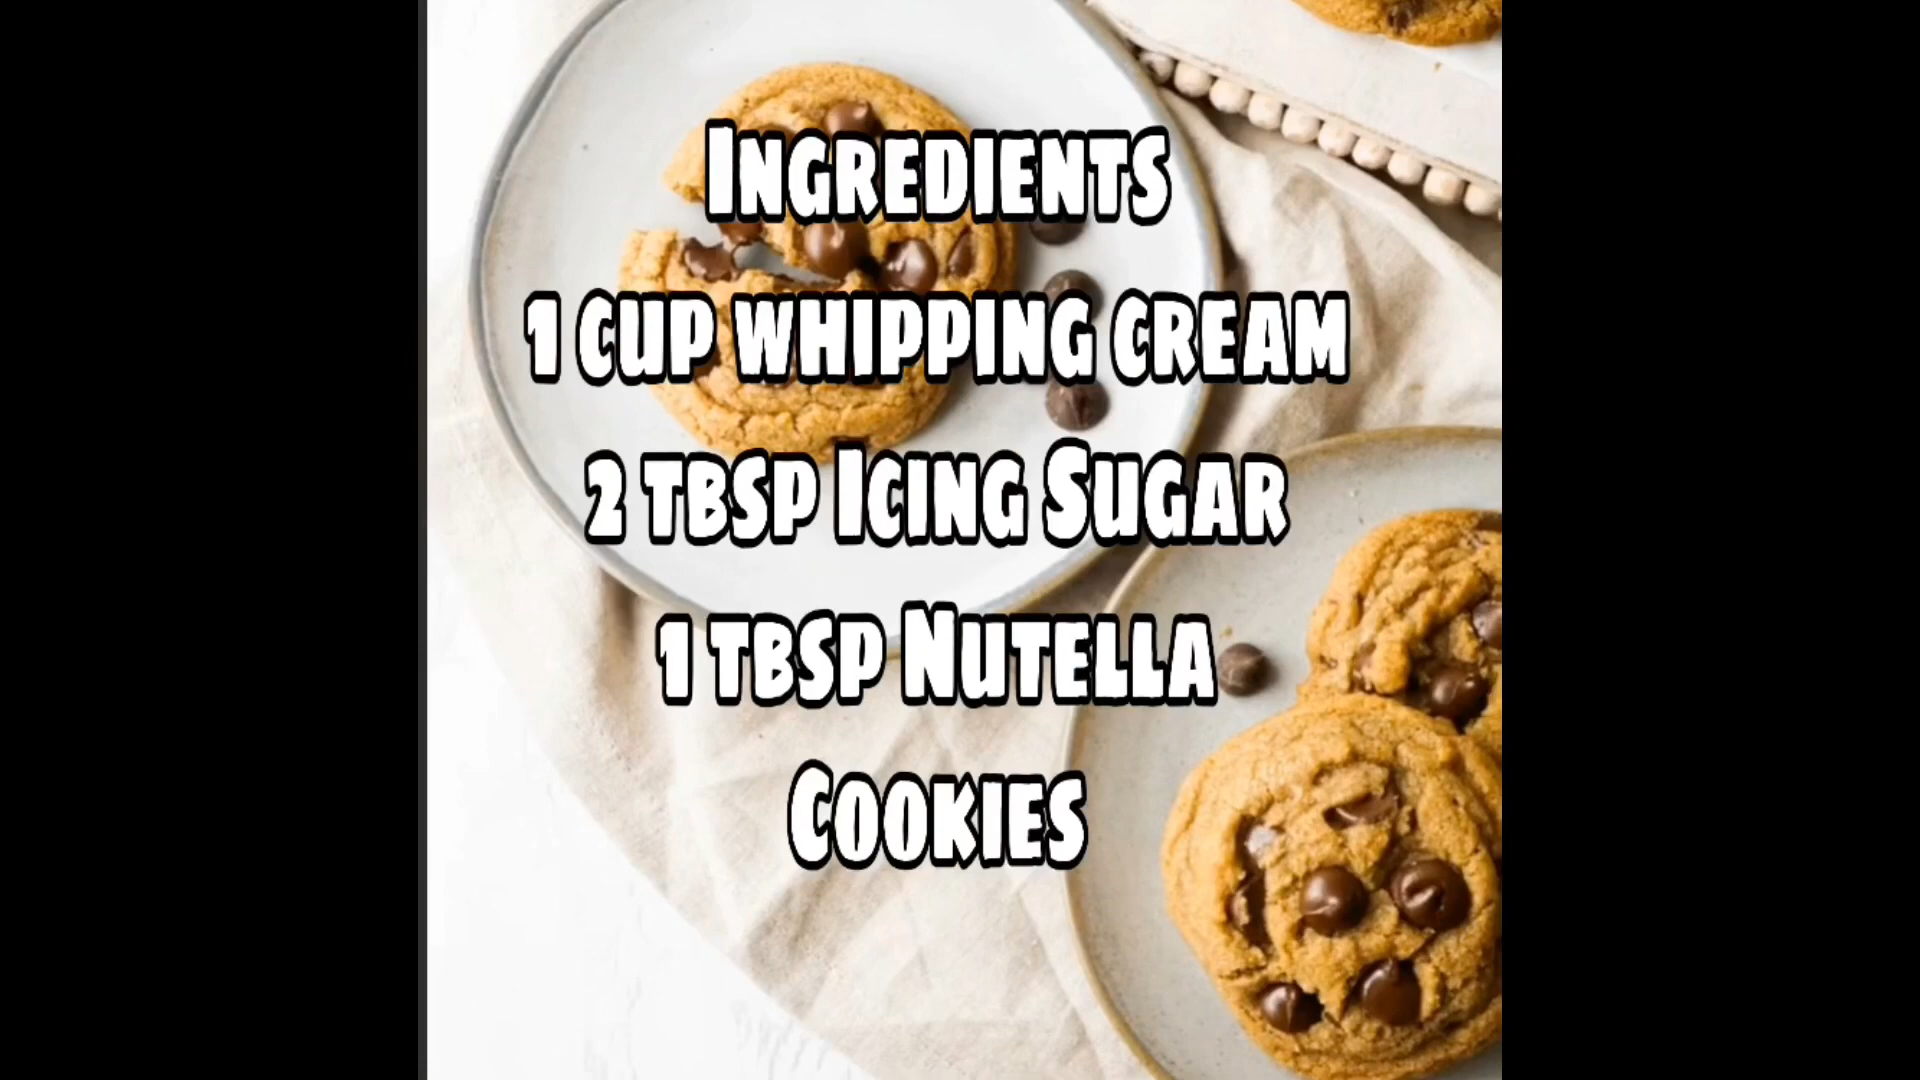 Ingredients
1 cup whipping cream
2 tbsp Icing Sugar
1 tbsp Nutella
Cookies